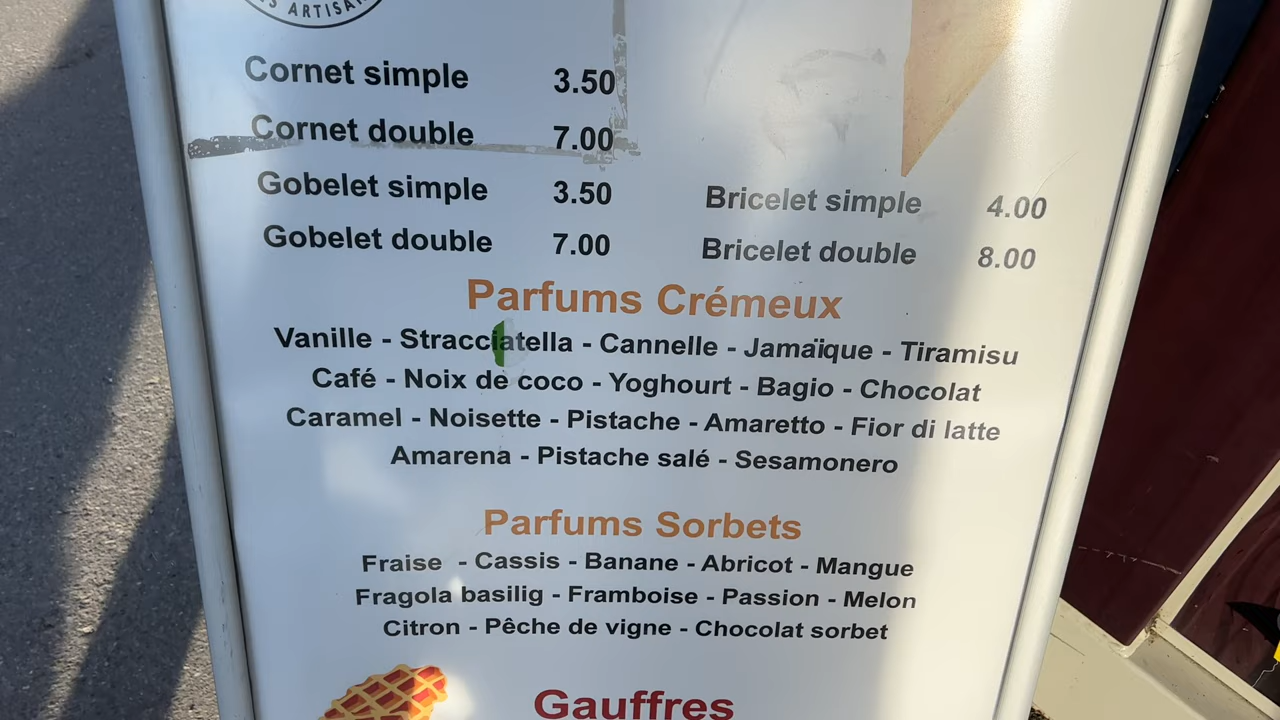 Cornet simple 3.50
Cornet double 7.00
Gobelet simple 3.50 Bricelet simple 4.00
Gobelet double 7.00 Bricelet double 8.00
Parfums Crémeux
Vanille - Stracciatella - Cannelle - Jamaïque - Tiramisu
Café - Noix de coco - Yoghourt - Bagio - Chocolat
Caramel - Noisette - Pistache - Amaretto - Fior di latte
Amarena - Pistache salé - Sesamonero
Parfums Sorbets
Fraise - Cassis - Banane - Abricot - Mangue
Fragola basilig - Framboise - Passion - Melon
Citron - Pêche de vigne - Chocolat sorbet
Gauffres